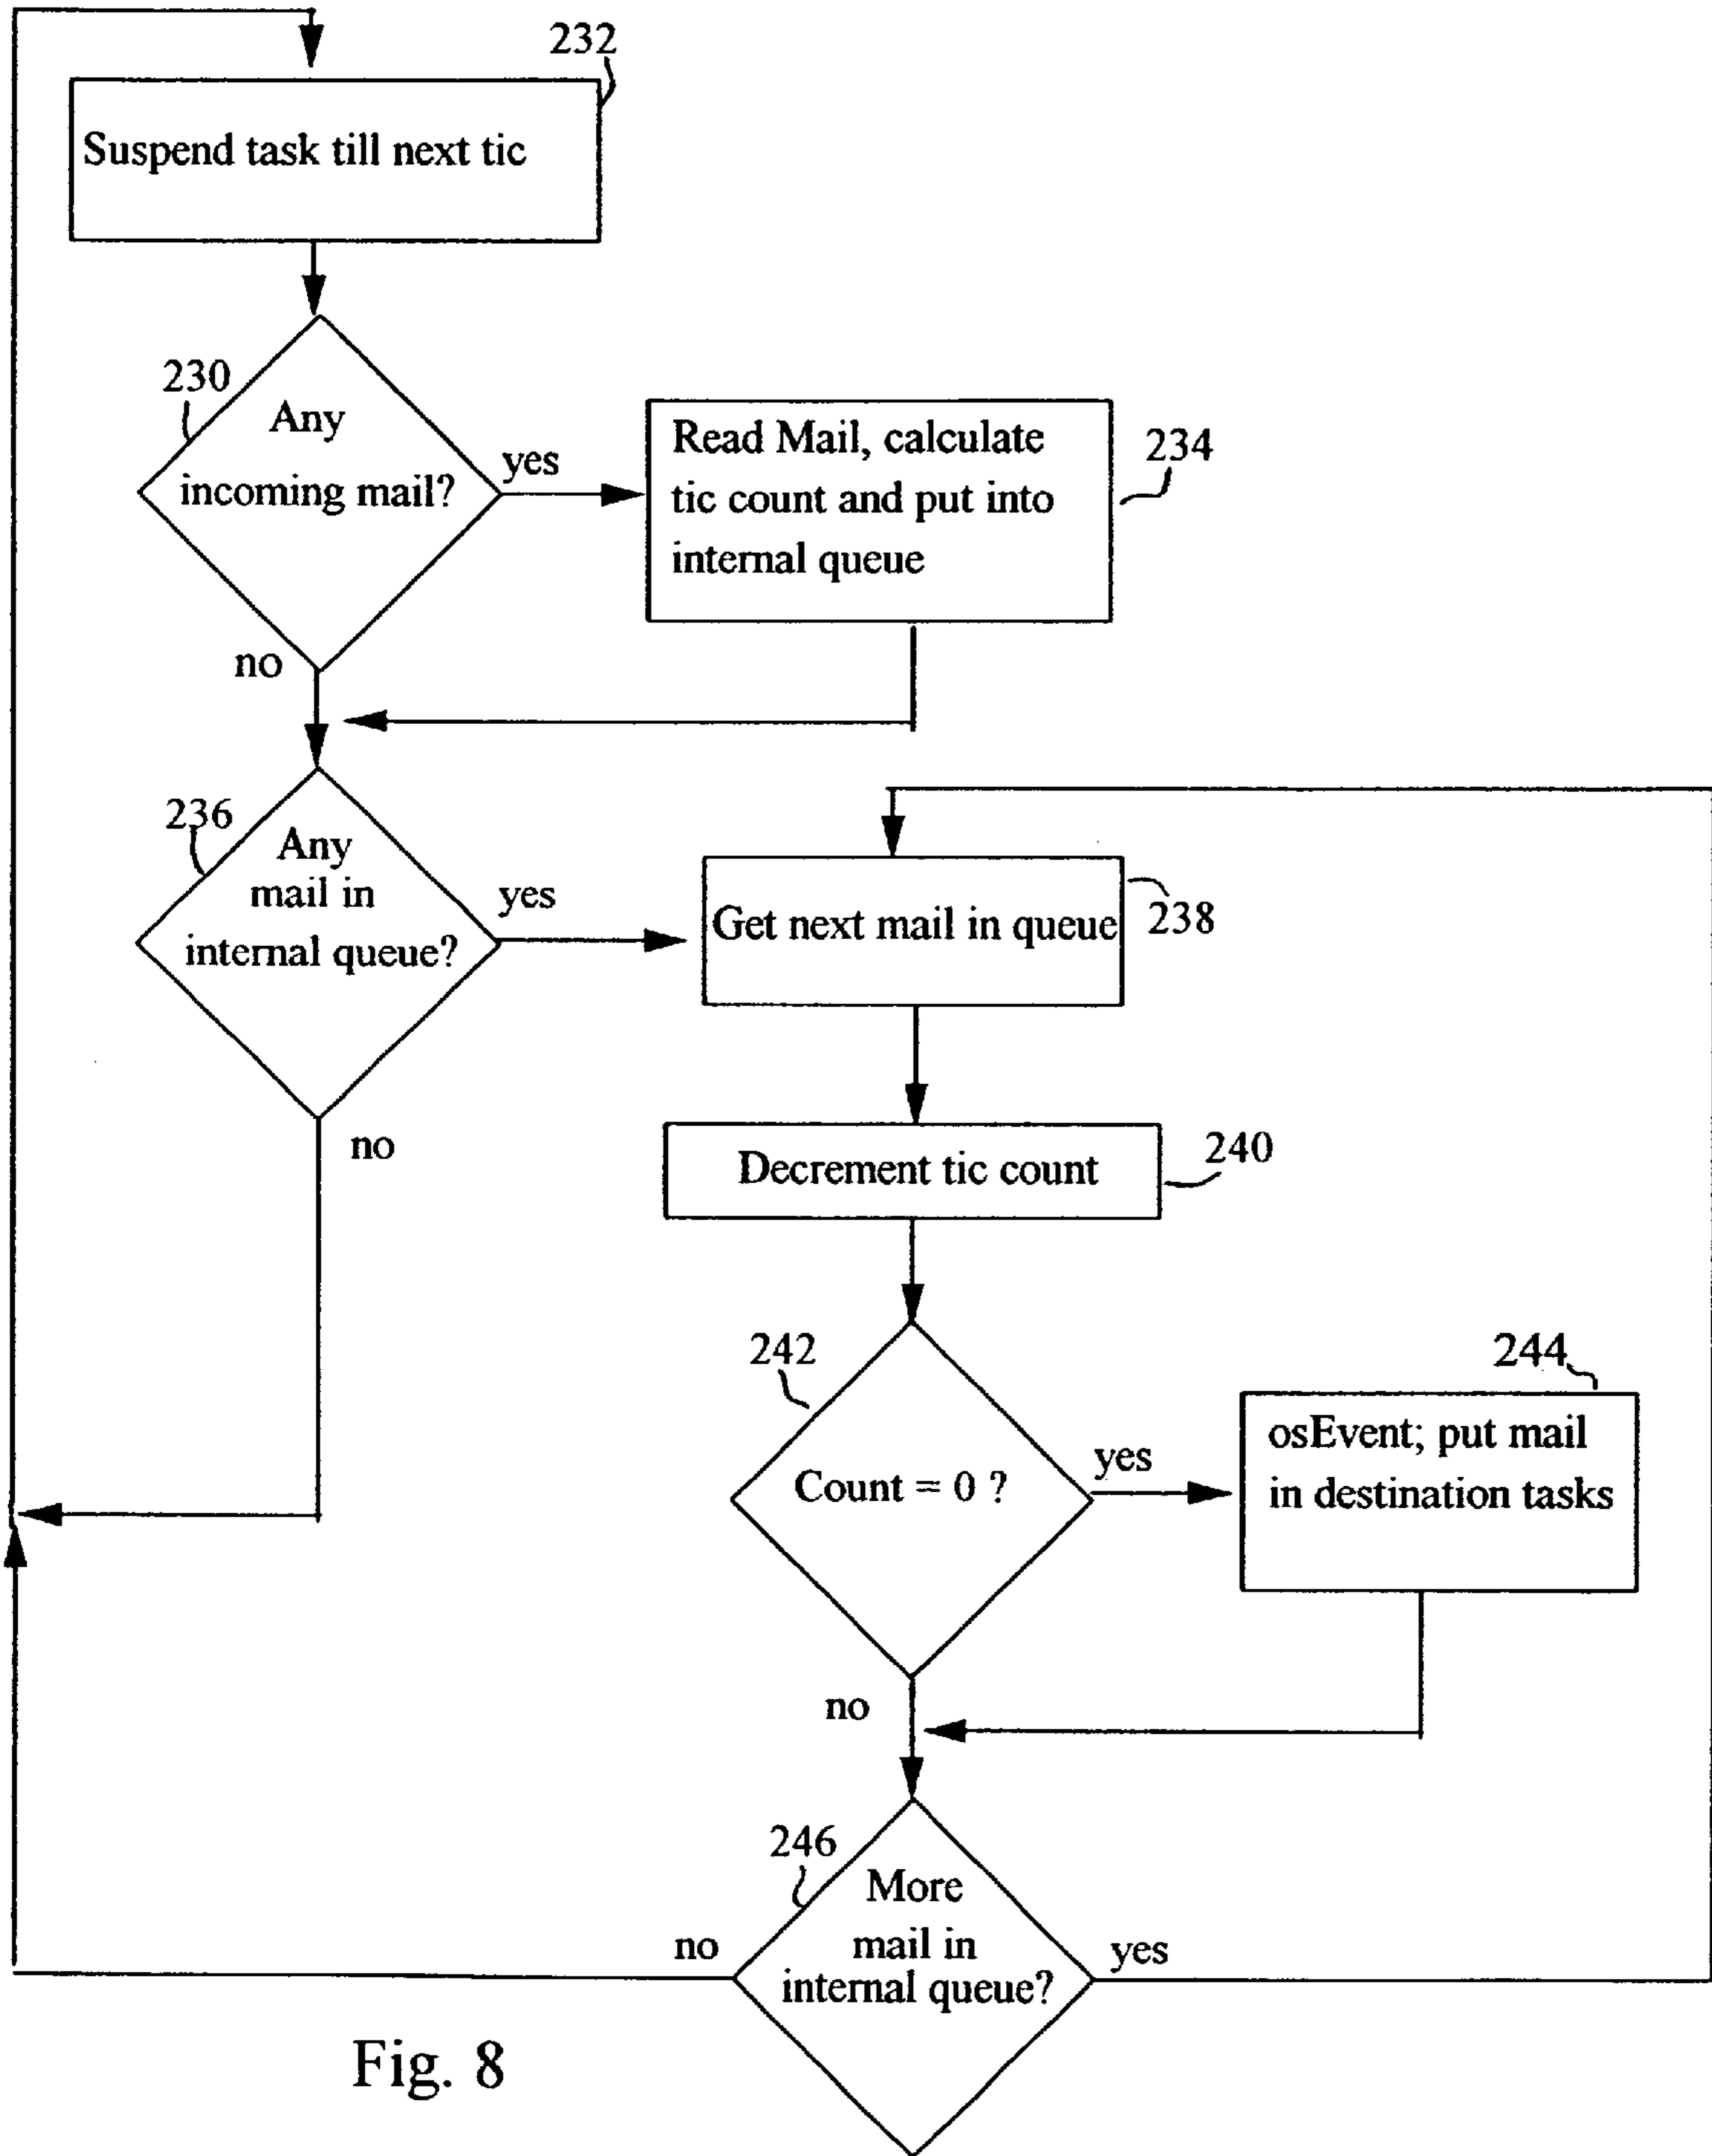 232
Suspend task till next tic
230
Any
incoming mail?
yes
no
Read Mail, calculate
tic count and put into
internal queue
234
236
Any
mail in
internal queue?
yes
no
Get next mail in queue
238
Decrement tic count
240
242
Count = 0 ?
yes
no
244
osEvent; put mail
in destination tasks
246
More
mail in
internal queue?
no
yes
Fig. 8